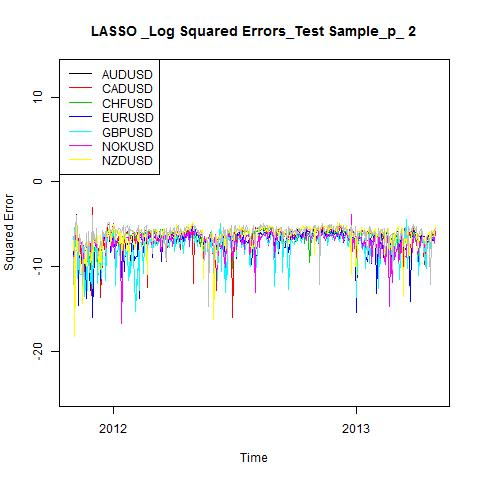 LASSO _Log Squared Errors_Test Sample_p_ 2
AUDUSD
CADUSD
CHFUSD
EURUSD
GBPUSD
NOKUSD
NZDUSD
10
0
-10
-20
Squared Error
2012
2013
Time